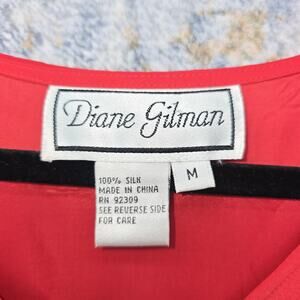 Diane Gilman
M
100% SILK
MADE IN CHINA
RN 92309
SEE REVERSE SIDE
FOR CARE